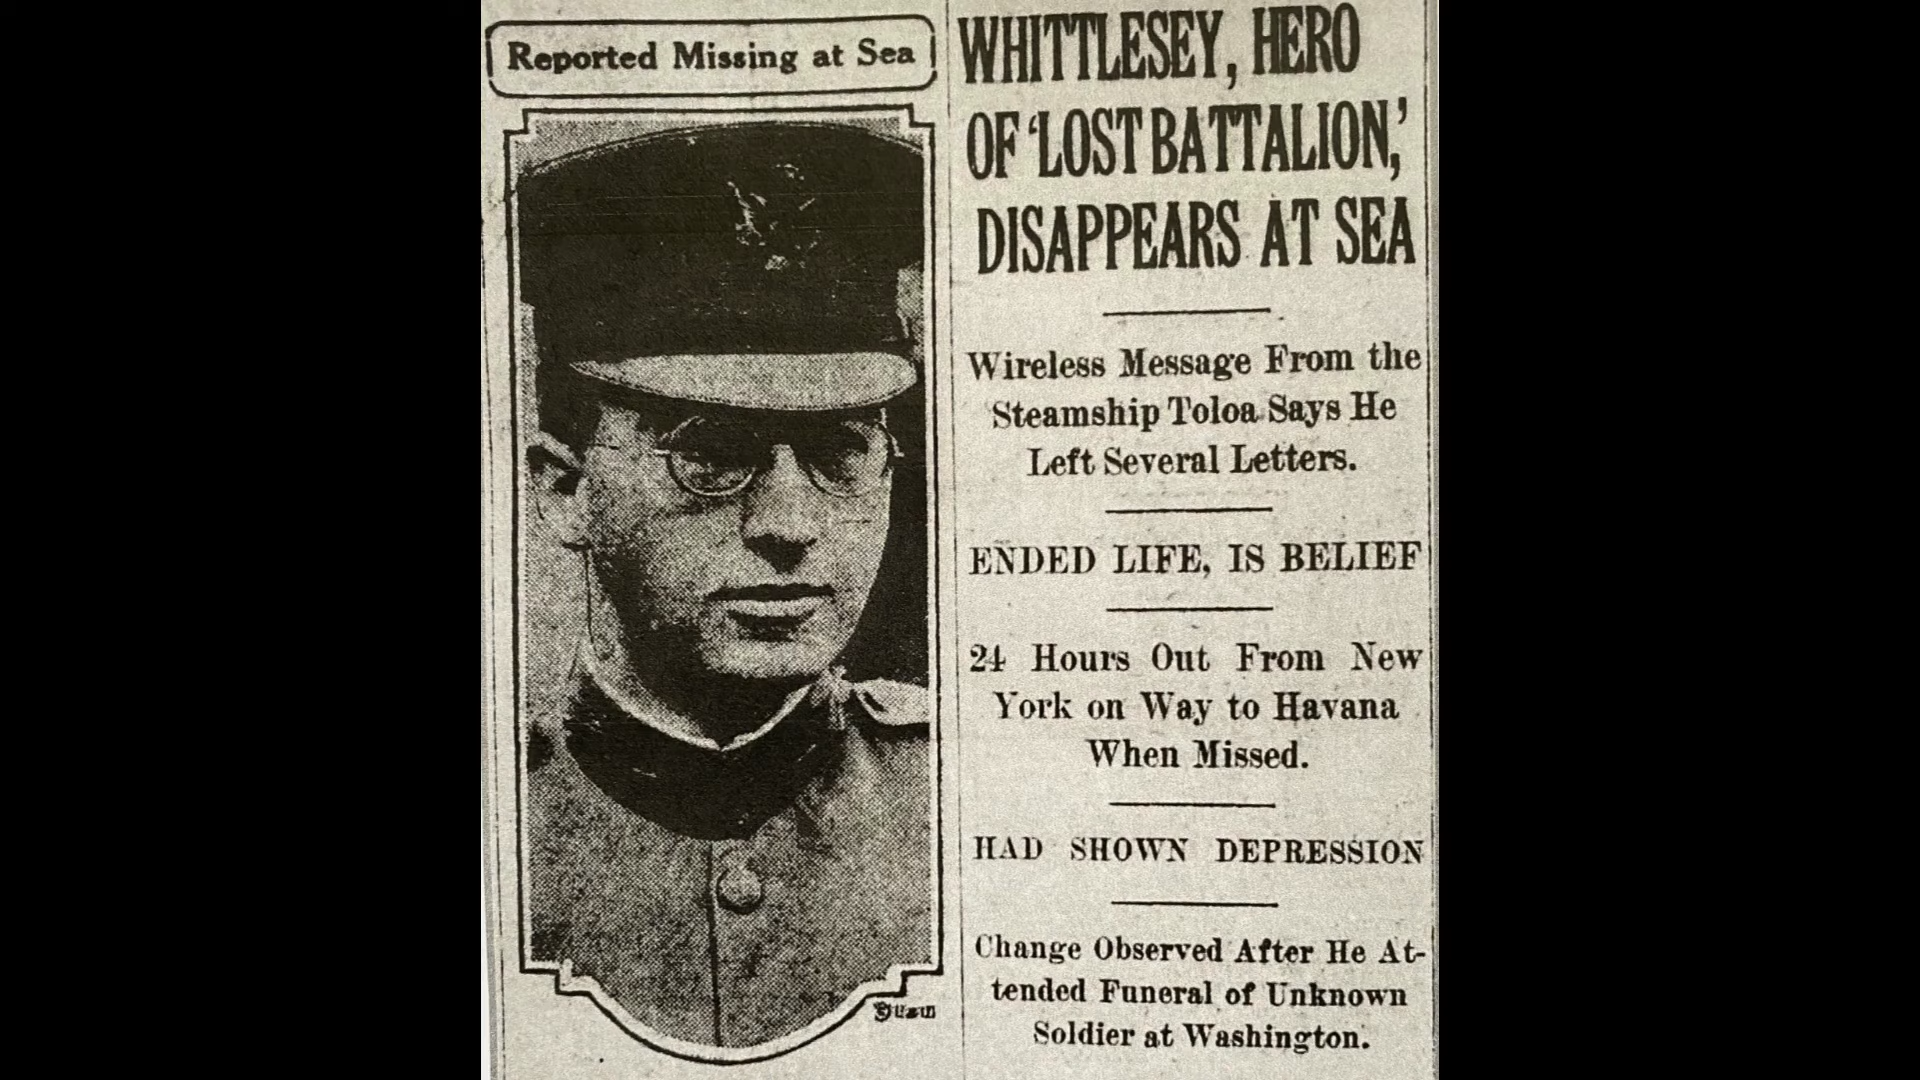 Reported Missing at Sea
WHITTLESEY, HERO
OF 'LOST BATTALION,'
DISAPPEARS AT SEA
Wireless Message From the
Steamship Toloa Says He
Left Several Letters.
ENDED LIFE, IS BELIEF
24 Hours Out From New
York on Way to Havana
When Missed.
HAD SHOWN DEPRESSION
Change Observed After He At-
tended Funeral of Unknown
Soldier at Washington.